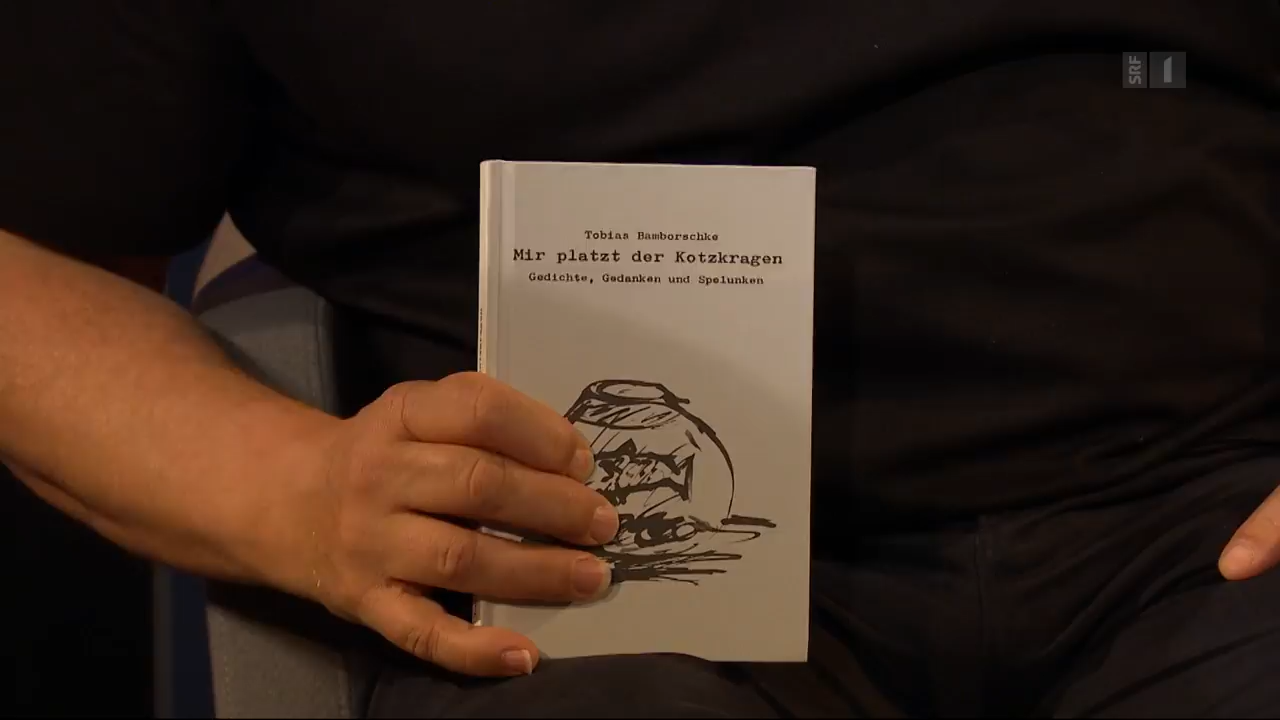 SRF 1
Tobias Bamborschke
Mir platzt der Kotzkragen
Gedichte, Gedanken und Spelunken